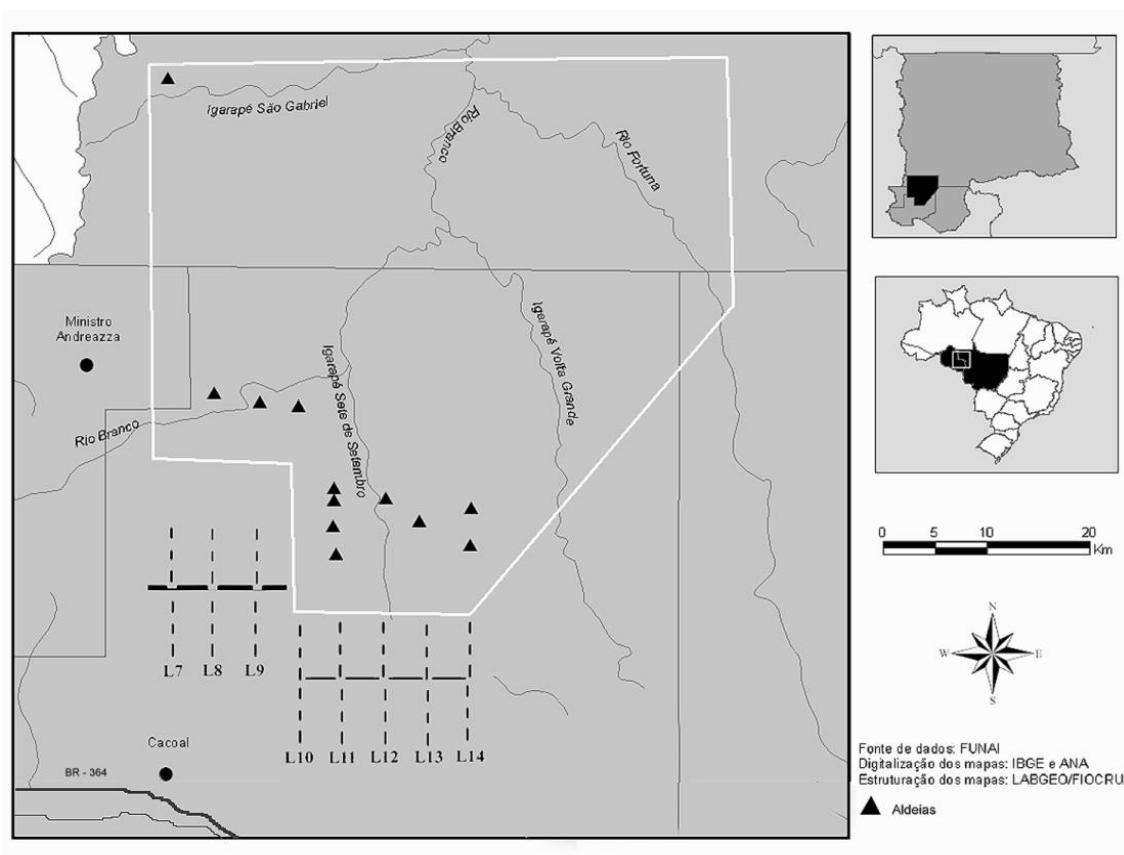 Igarapé São Gabriel
Rio Branco
Rio Fortuna
Ministro
Andreazza
Igarapé Sete de Setembro
Igarapé Volta Grande
Rio Branco
L7 L8 L9
L10 L11 L12 L13 L14
Cacoal
BR - 364
0 5 10 20
Km
N
W E
S
Fonte de dados: FUNAI
Digitalização dos mapas: IBGE e ANA
Estruturação dos mapas: LABGEO/FIOCRU
Aldeias